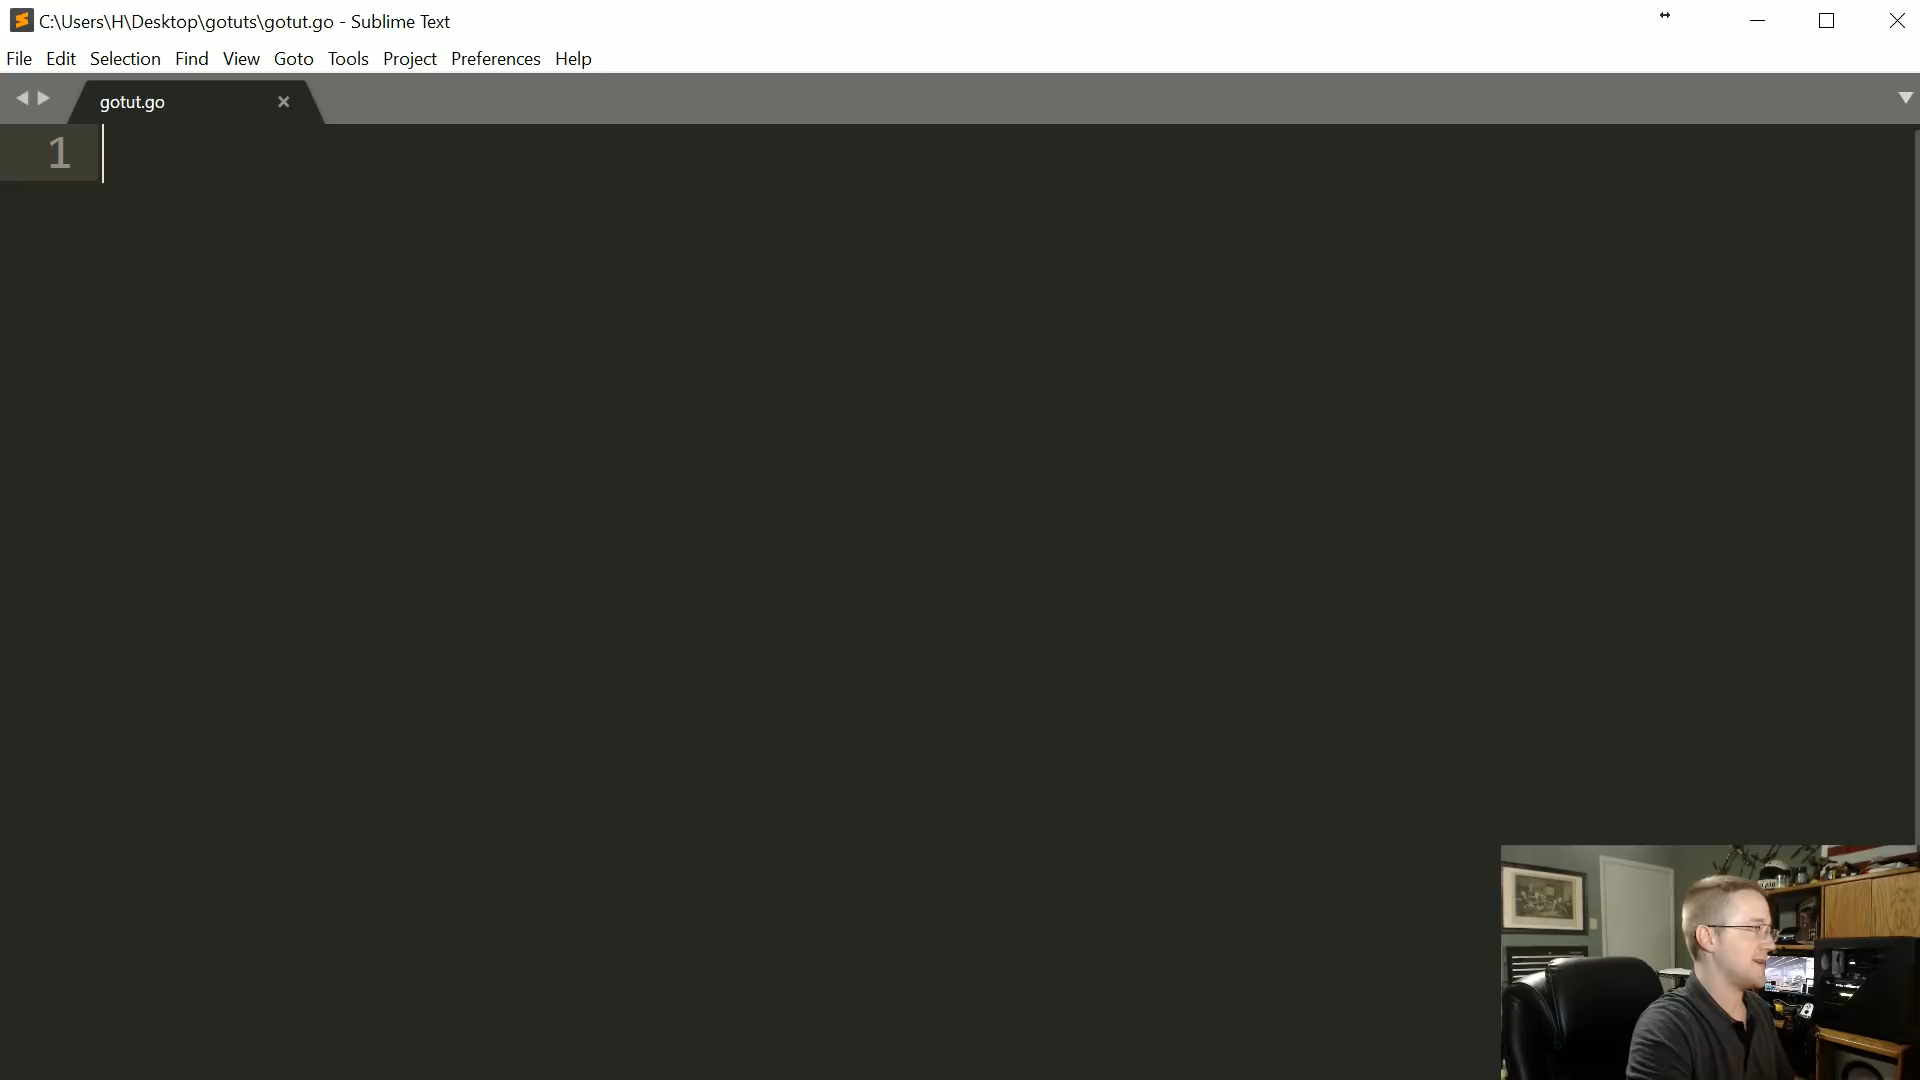 C:\Users\H\Desktop\gotuts\gotut.go - Sublime Text
File Edit Selection Find View Goto Tools Project Preferences Help
gotut.go
1